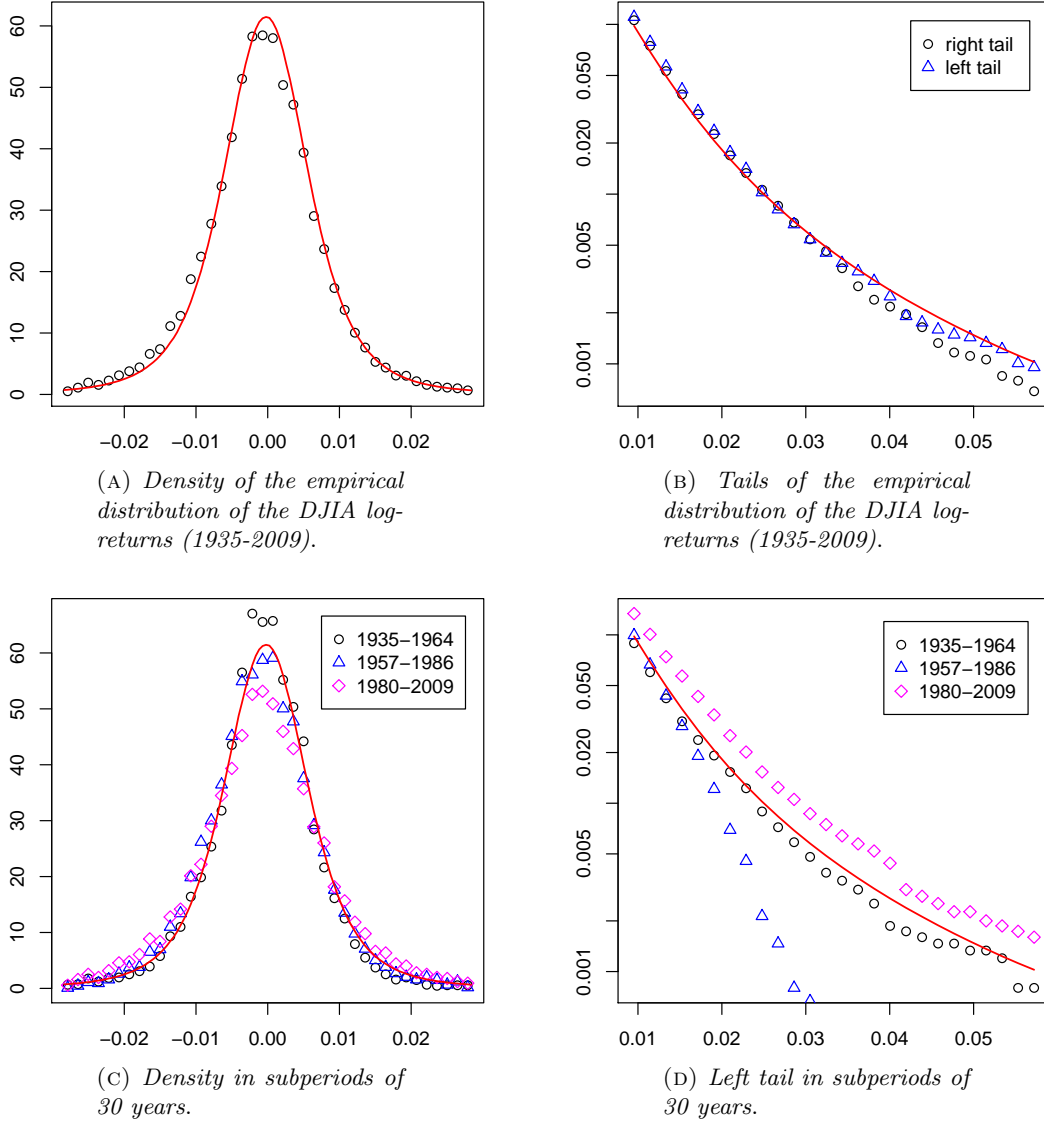 60
50
40
30
20
10
0
−0.02 −0.01 0.00 0.01 0.02
(A) Density of the empirical
distribution of the DJIA log-
returns (1935-2009).
right tail
left tail
0.050
0.020
0.005
0.001
0.01 0.02 0.03 0.04 0.05
(B) Tails of the empirical
distribution of the DJIA log-
returns (1935-2009).
1935−1964
1957−1986
1980−2009
60
50
40
30
20
10
0
−0.02 −0.01 0.00 0.01 0.02
(C) Density in subperiods of
30 years.
1935−1964
1957−1986
1980−2009
0.050
0.020
0.005
0.001
0.01 0.02 0.03 0.04 0.05
(D) Left tail in subperiods of
30 years.